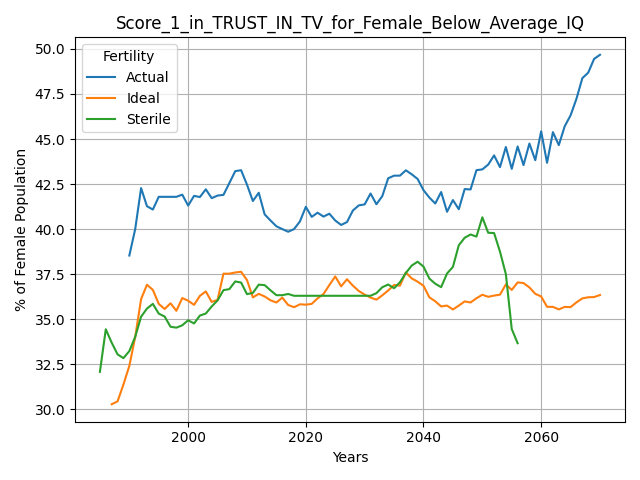 Score_1_in_TRUST_IN_TV_for_Female_Below_Average_IQ
% of Female Population
50.0
47.5
45.0
42.5
40.0
37.5
35.0
32.5
30.0
Fertility
Actual
Ideal
Sterile
2000
2020
2040
2060
Years